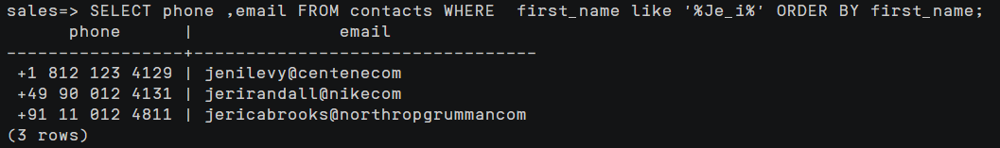 sales=> SELECT phone ,email FROM contacts WHERE  first_name like '%Je_i%' ORDER BY first_name;
      phone      |              email
-----------------+---------------------------------
 +1 812 123 4129 | jenilevy@centenecom
 +49 90 012 4131 | jerirandall@nikecom
 +91 11 012 4811 | jericabrooks@northropgrummancom
(3 rows)